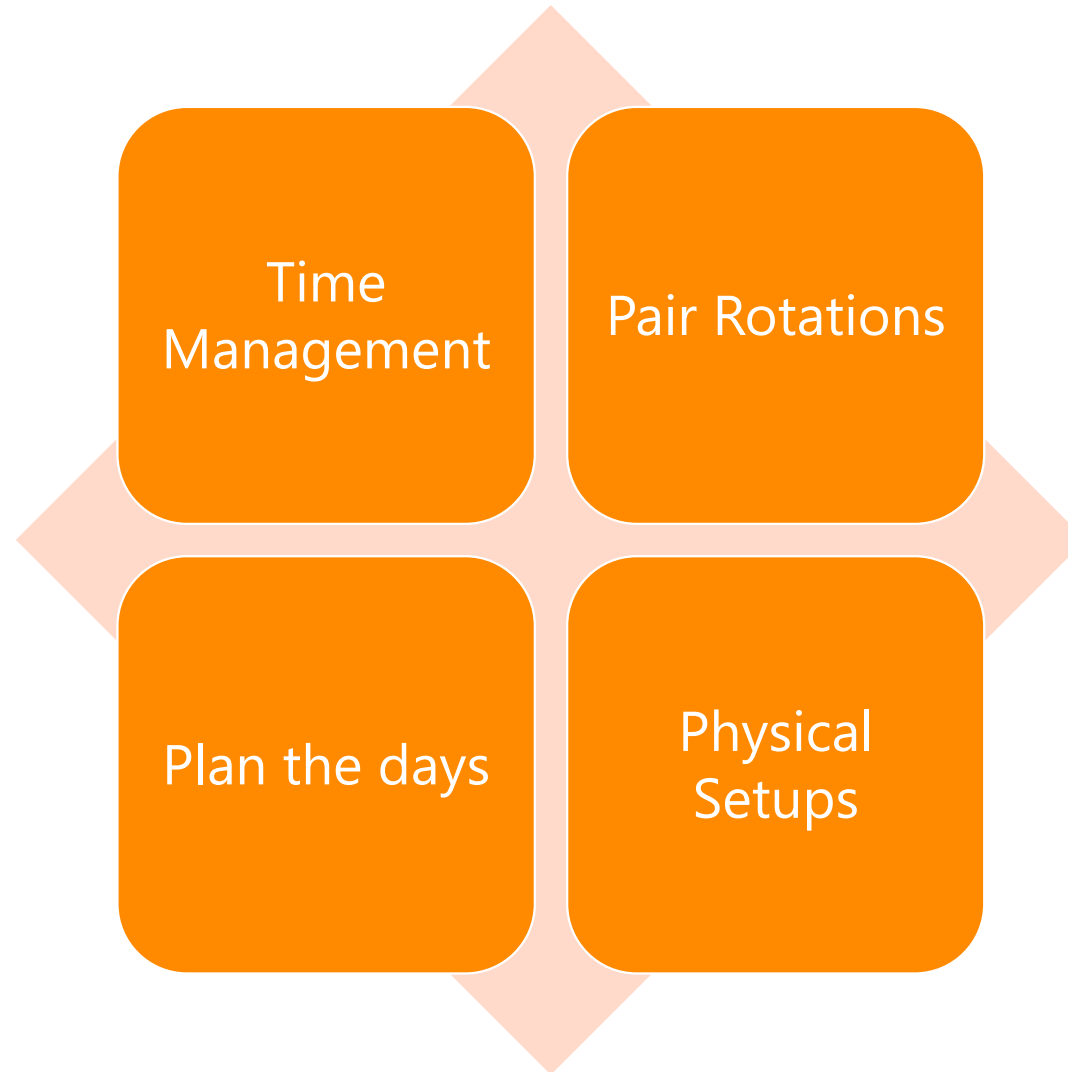 Time
Management
Pair Rotations
Plan the days
Physical
Setups